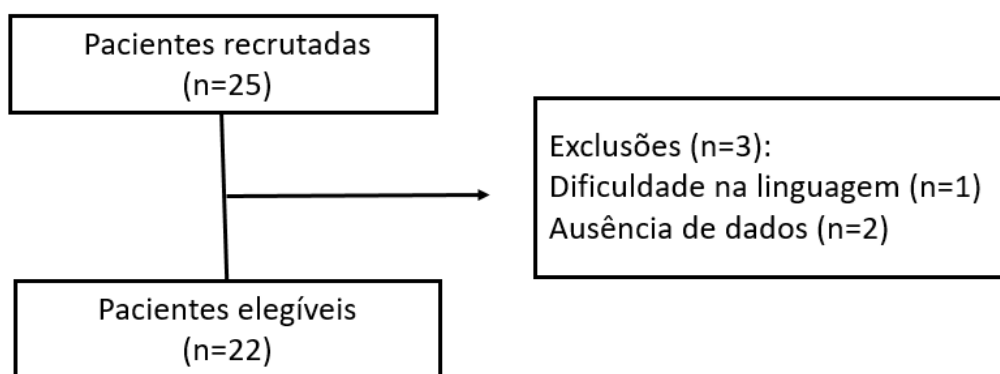 Pacientes recrutadas
(n=25)
Exclusões (n=3):
Dificuldade na linguagem (n=1)
Ausência de dados (n=2)
Pacientes elegíveis
(n=22)